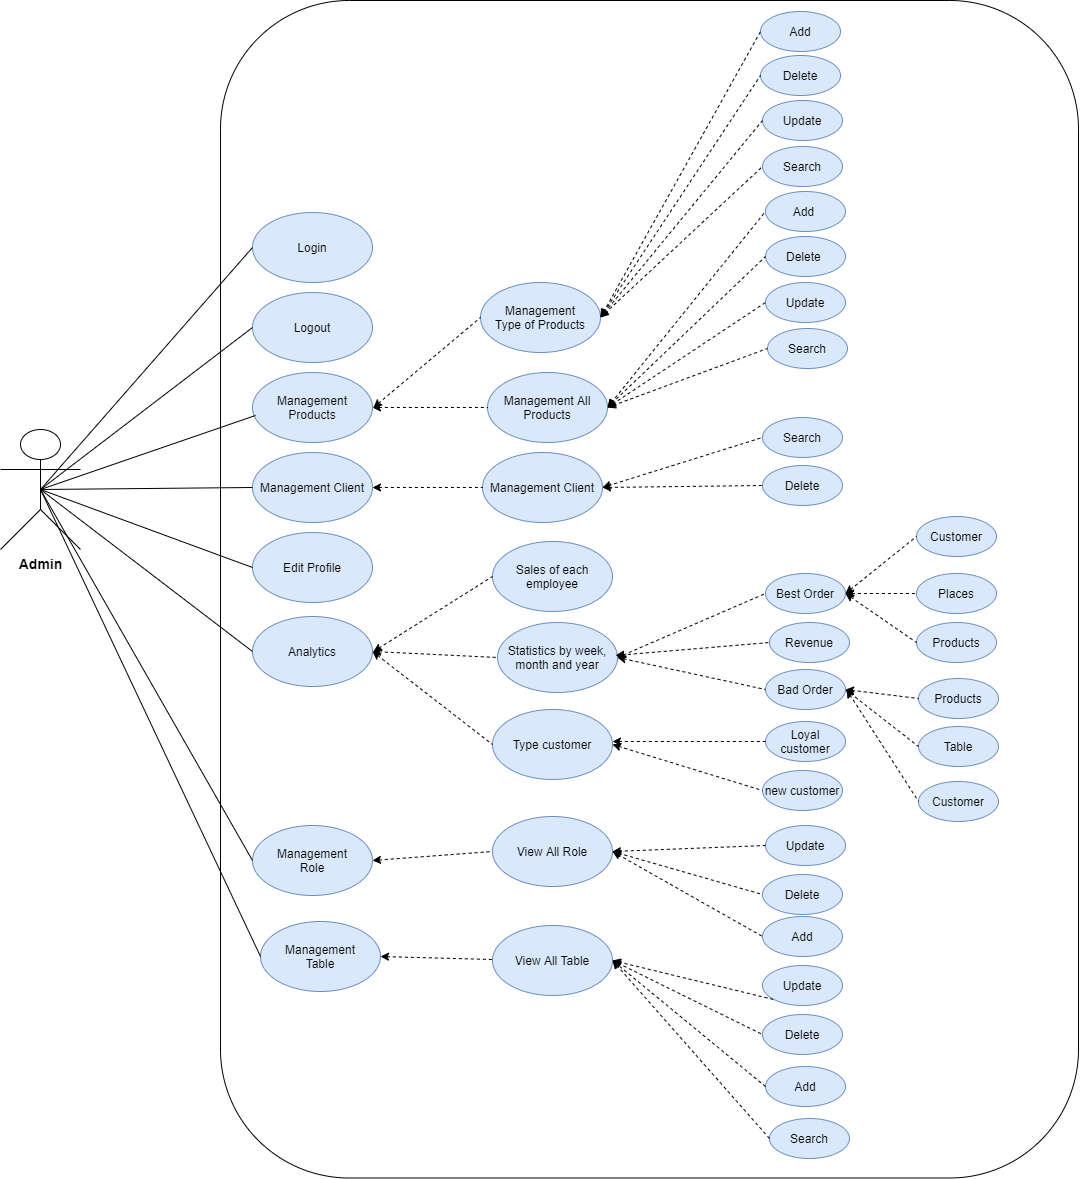 Add
Delete
Update
Search
Add
Delete
Update
Search
Login
Logout
Management
Products
Management Client
Edit Profile
Analytics
Management
Role
Management
Table
Admin
Management
Type of Products
Management All
Products
Management Client
Search
Delete
Sales of each
employee
Statistics by week,
month and year
Type customer
Best Order
Revenue
Bad Order
Loyal
customer
new customer
Customer
Places
Products
Products
Table
Customer
View All Role
Update
Delete
Add
View All Table
Update
Delete
Add
Search